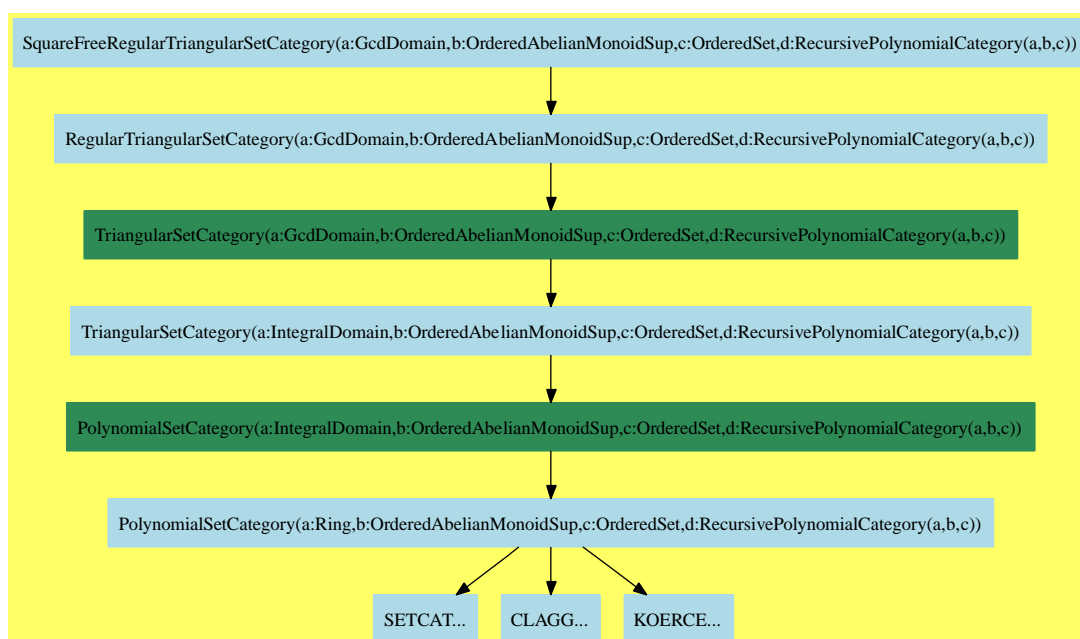 SquareFreeRegularTriangularSetCategory(a:GcdDomain,b:OrderedAbelianMonoidSup,c:OrderedSet,d:RecursivePolynomialCategory(a,b,c))
RegularTriangularSetCategory(a:GcdDomain,b:OrderedAbelianMonoidSup,c:OrderedSet,d:RecursivePolynomialCategory(a,b,c))
TriangularSetCategory(a:GcdDomain,b:OrderedAbelianMonoidSup,c:OrderedSet,d:RecursivePolynomialCategory(a,b,c))
TriangularSetCategory(a:IntegralDomain,b:OrderedAbelianMonoidSup,c:OrderedSet,d:RecursivePolynomialCategory(a,b,c))
PolynomialSetCategory(a:IntegralDomain,b:OrderedAbelianMonoidSup,c:OrderedSet,d:RecursivePolynomialCategory(a,b,c))
PolynomialSetCategory(a:Ring,b:OrderedAbelianMonoidSup,c:OrderedSet,d:RecursivePolynomialCategory(a,b,c))
SETCAT... CLAGG... KOERCE...